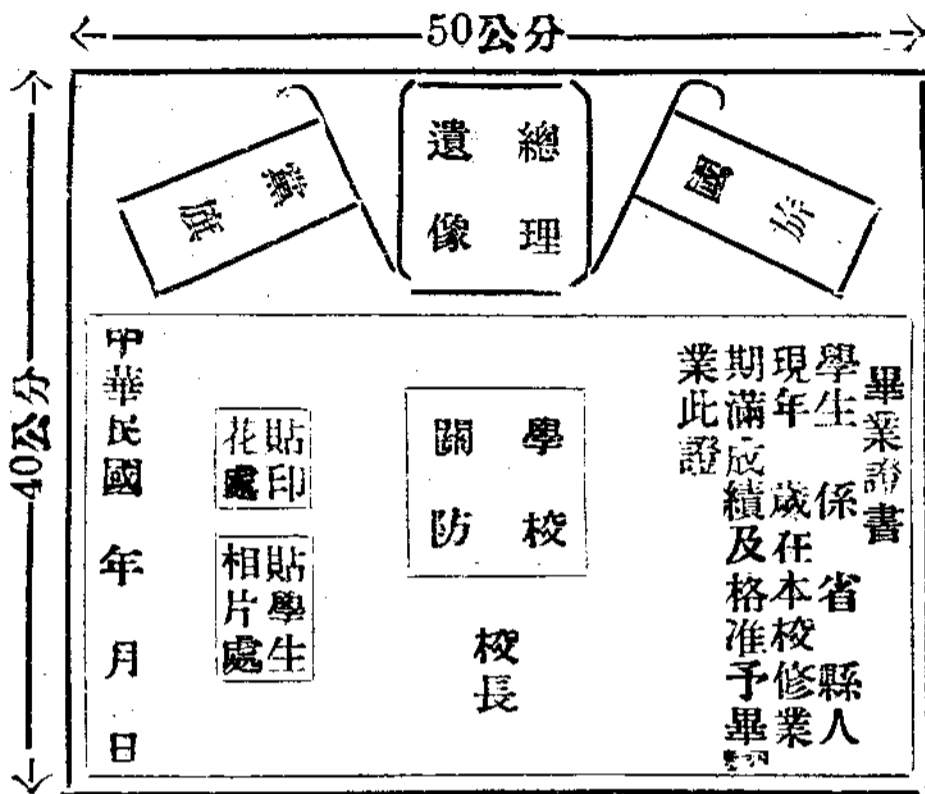 50公分
40公分
總理
遺像
國旂
黨旗
畢業證書
學生　係　省　縣人
現年　歲在本校修業
期滿成績及格准予畢
業此證
學校
關防
校長
貼印
花處
貼學生
相片處
中華民國　年　月　日